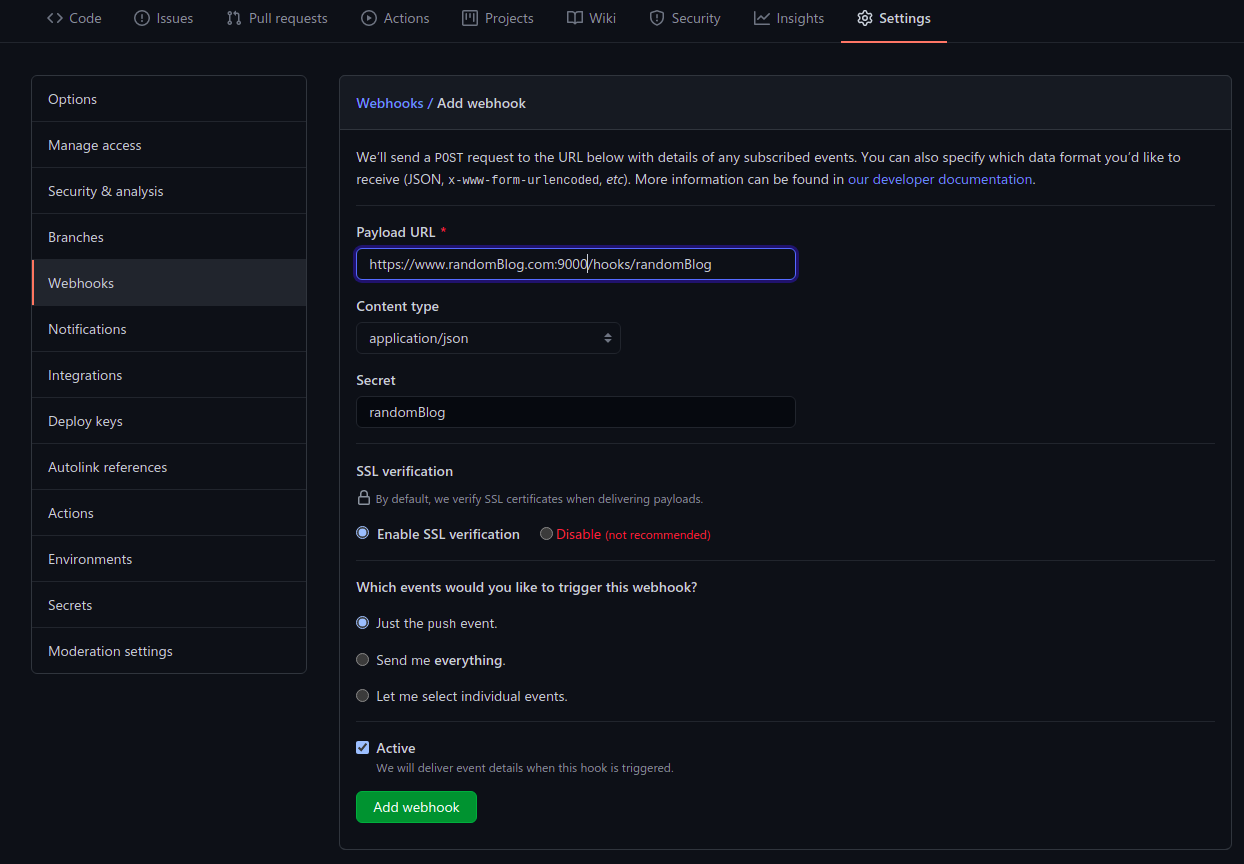 Code Issues Pull requests Actions Projects Wiki Security Insights Settings
Options
Manage access
Security & analysis
Branches
Webhooks
Notifications
Integrations
Deploy keys
Autolink references
Actions
Environments
Secrets
Moderation settings
Webhooks / Add webhook
We’ll send a POST request to the URL below with details of any subscribed events. You can also specify which data format you’d like to
receive (JSON, x-www-form-urlencoded, etc). More information can be found in our developer documentation.
Payload URL *
https://www.randomBlog.com:9000/hooks/randomBlog
Content type
application/json
Secret
randomBlog
SSL verification
By default, we verify SSL certificates when delivering payloads.
Enable SSL verification Disable (not recommended)
Which events would you like to trigger this webhook?
Just the push event.
Send me everything.
Let me select individual events.
Active
We will deliver event details when this hook is triggered.
Add webhook